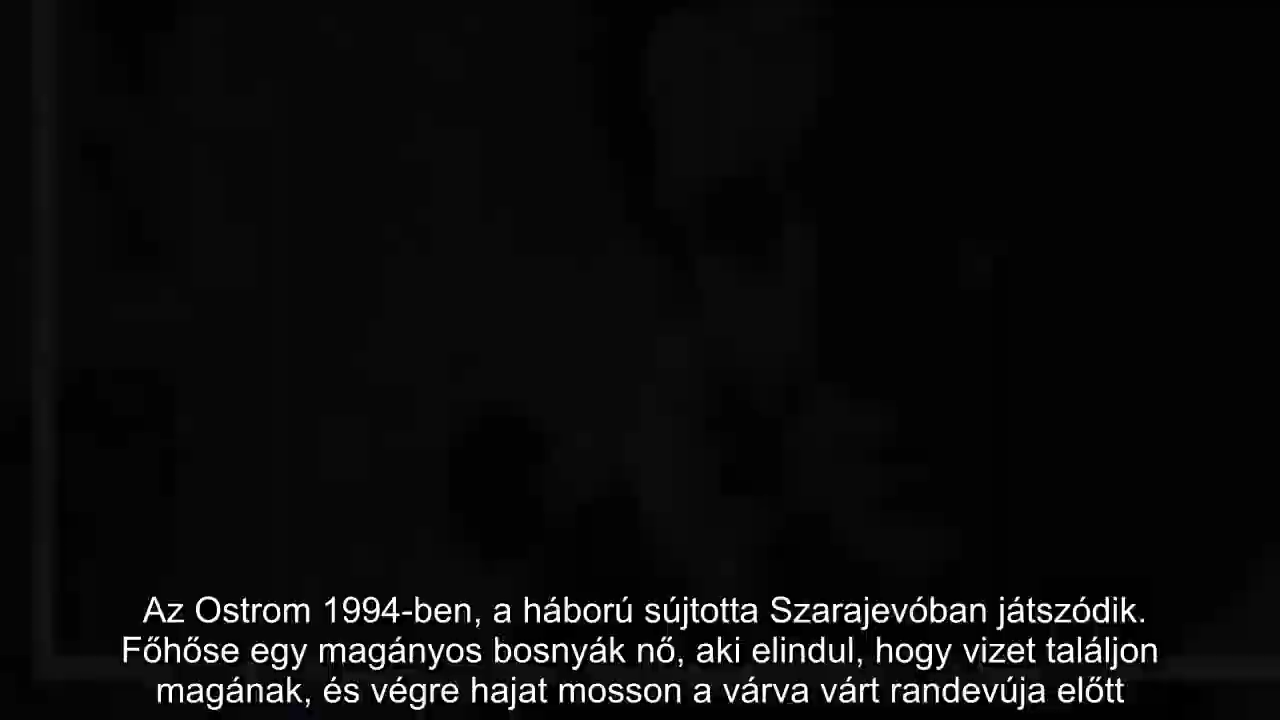 Az Ostrom 1994-ben, a háború sújtotta Szarajevóban játszódik.
Főhőse egy magányos bosnyák nő, aki elindul, hogy vizet találjon
magának, és végre hajat mosson a várva várt randevúja előtt